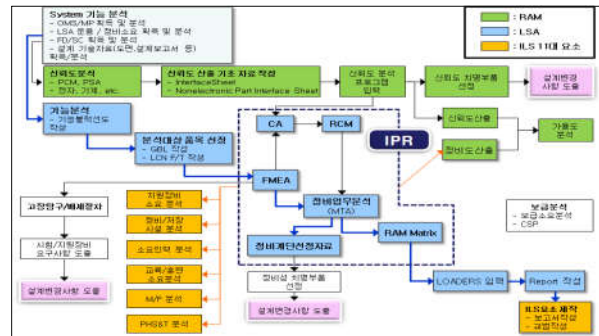 System 기능 분석
- OMS/MP 획득 및 분석
- LSA 문룡 / 정비소요 획득 및 분석
- FD/SC 획득 및 분석
- 설계 기술자료(도면,설계보고서 등)
획득/분석
: RAM
: LSA
: ILS 11대 요소
신뢰도분석
- PCM, PSA
- 전자, 기계, etc.
신뢰도 산출 기초 자료 작성
- InterfaceSheet
- Nonelectronic Part Interface Sheet
신뢰도 분석
프로그램
입력
신뢰도 치명부품
선정
설계변경
사항 도출
기능분석
- 기능블럭선도
작성
분석대상 품목 선정
- GBL 작성
- LCN F/T 작성
CA
RCM
IPR
신뢰도산출
정비도산출
가용도
분석
FMEA
고장탐구/배제절차
지원장비
소요 분석
정비업무분석
(MTA)
보급분석
- 보급소요분석
- CSP
정비/저장
시설 분석
시험/지원장비
요구사항 도출
소요인력 분석
정비계단선정자료
RAM Matrix
교육/훈련
소요분석
정비성 치명부품
선정
LOADERS 입력
Report 작성
설계변경사항 도출
M/F 분석
설계변경사항 도출
ILS요소제작
- 보고서작성
- 교범작성
PHS&T 분석